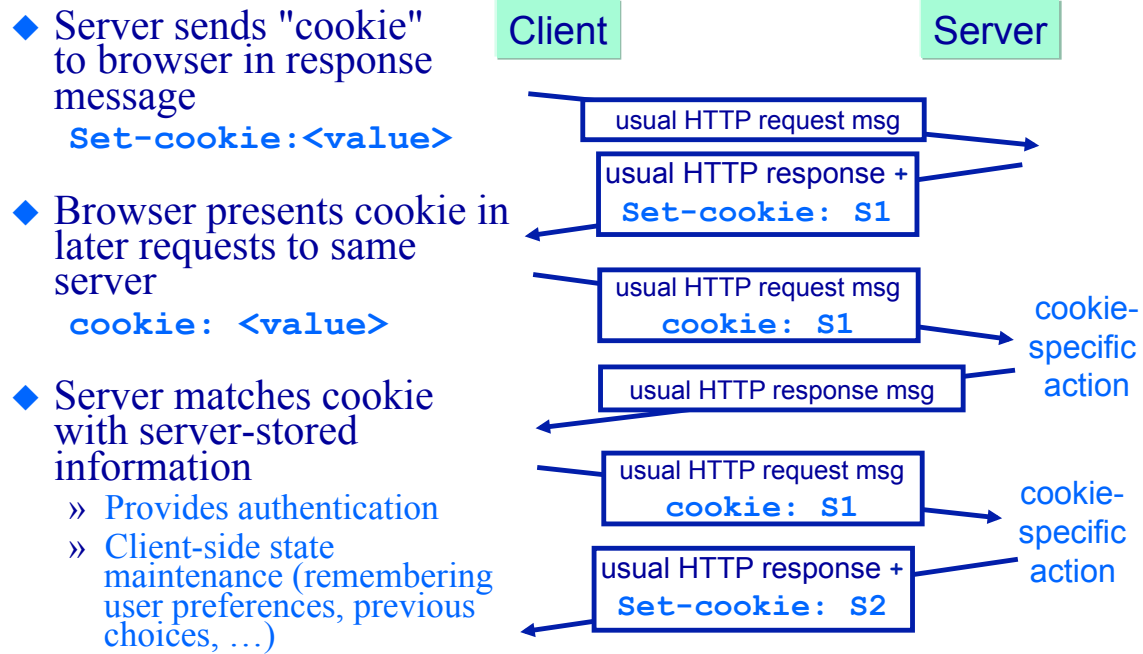 Server sends "cookie"
to browser in response
message
Set-cookie:<value>
Browser presents cookie in
later requests to same
server
cookie: <value>
Server matches cookie
with server-stored
information
» Provides authentication
» Client-side state
maintenance (remembering
user preferences, previous
choices, …)
Client
Server
usual HTTP request msg
usual HTTP response +
Set-cookie: S1
usual HTTP request msg
cookie: S1
cookie-
specific
action
usual HTTP response msg
usual HTTP request msg
cookie: S1
cookie-
specific
action
usual HTTP response +
Set-cookie: S2